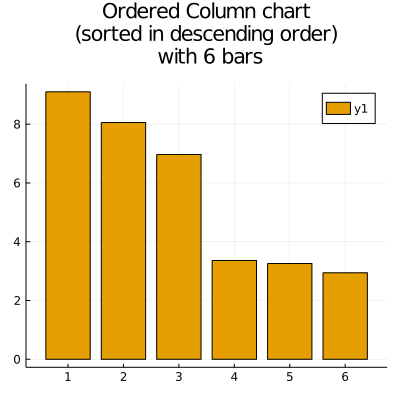 Ordered Column chart
(sorted in descending order)
with 6 bars
y1
8
6
4
2
0
1 2 3 4 5 6